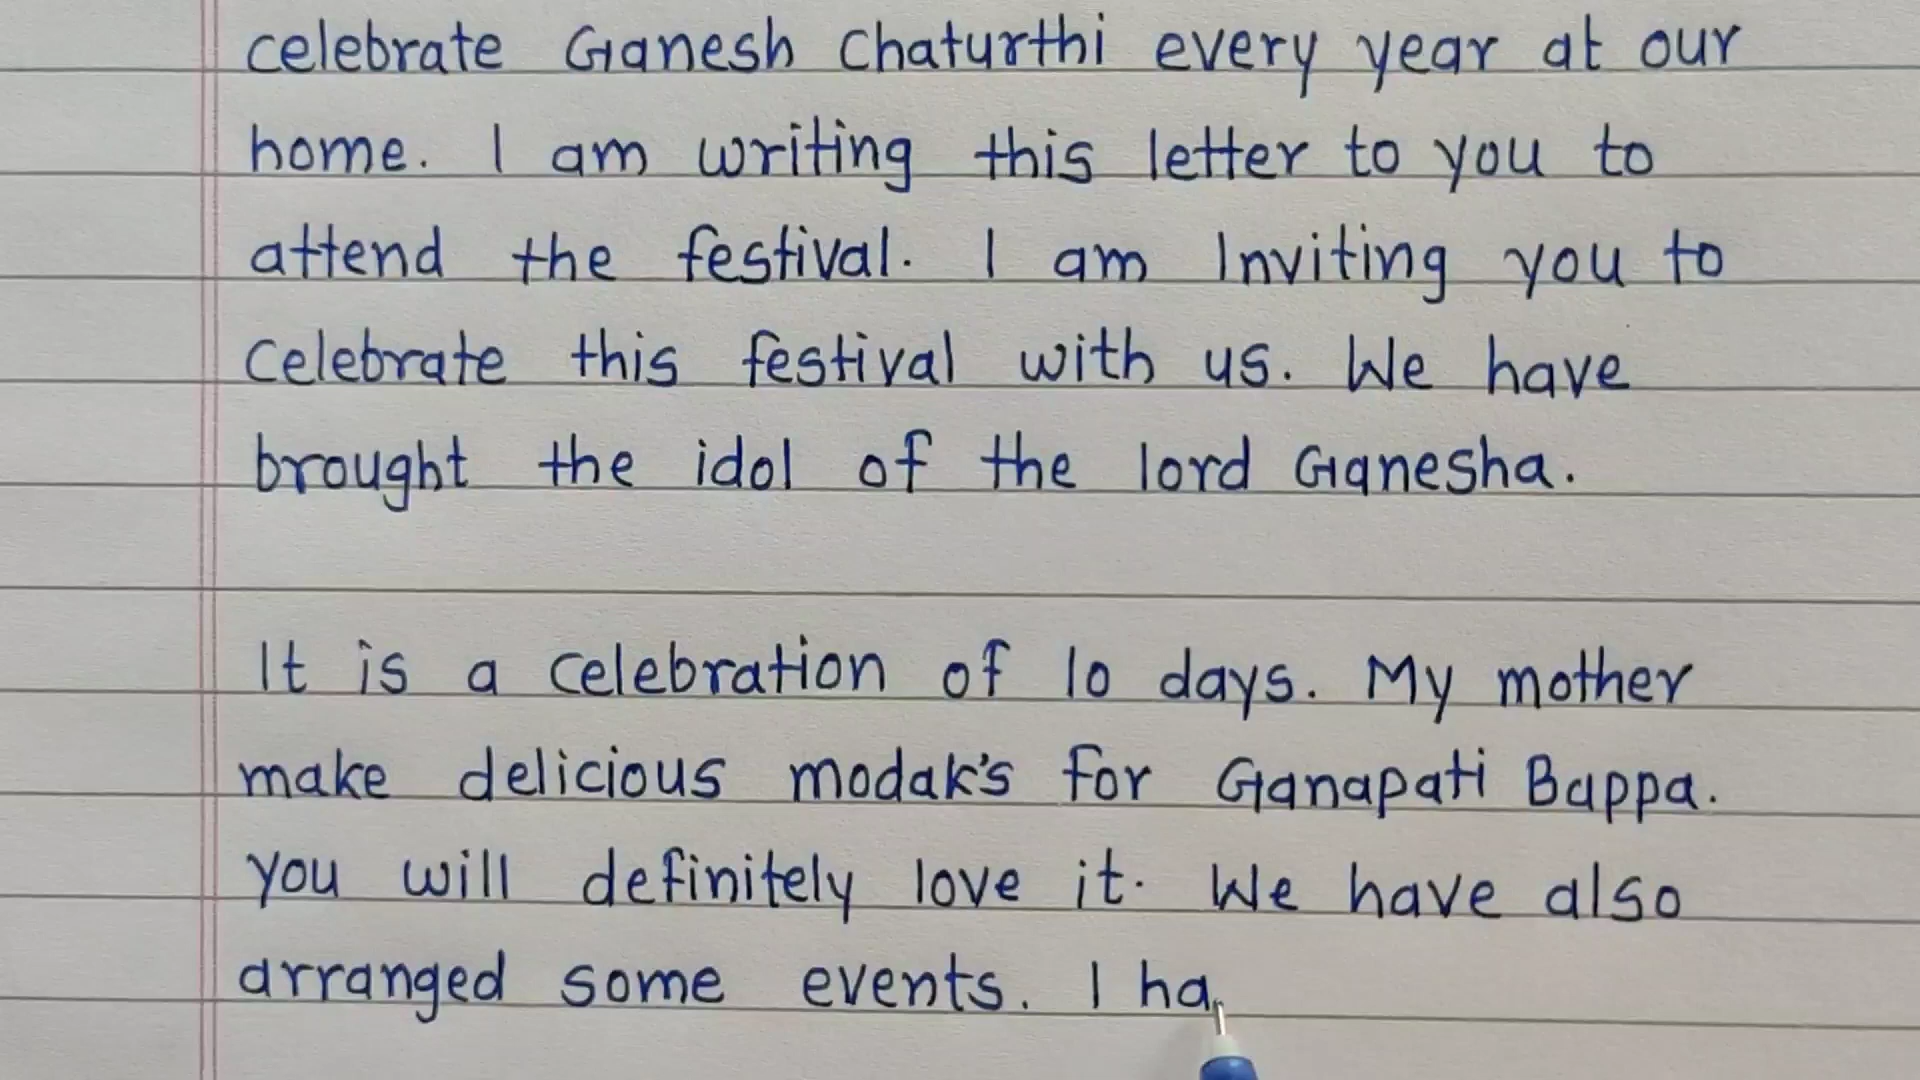 celebrate Ganesh Chaturthi every year at our
home. I am writing this letter to you to
attend the festival. I am Inviting you to
celebrate this festival with us. We have
brought the idol of the lord Ganesha.
It is a celebration of 10 days. My mother
make delicious modak's for Ganapati Bappa.
You will definitely love it. We have also
arranged some events. I ha